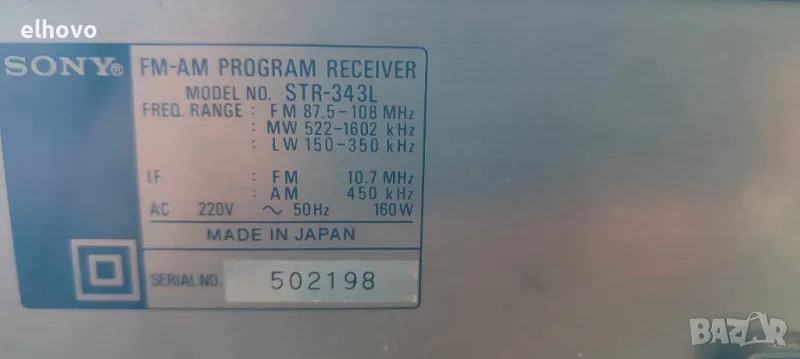 elhovo
SONY®
FM-AM PROGRAM RECEIVER
MODEL NO. STR-343L
FREQ. RANGE : FM 87.5-108 MHz
: MW 522-1602 kHz
: LW 150-350 kHz
IF : FM 10.7 MHz
: AM 450 kHz
AC 220V ～ 50Hz 160W
MADE IN JAPAN
SERIAL NO. 502198
BAZAR